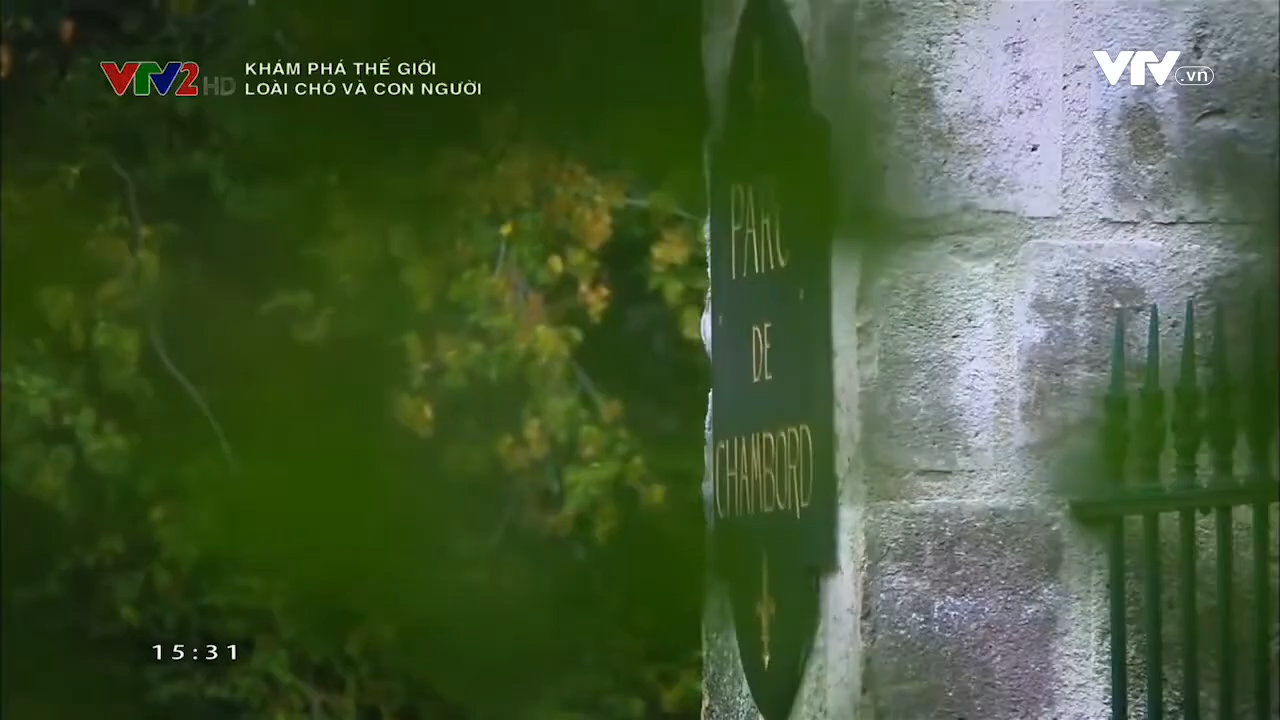 VTV2 HD
KHÁM PHÁ THẾ GIỚI
LOÀI CHÓ VÀ CON NGƯỜI
VTV.vn
PARC
DE
CHAMBORD
15:31